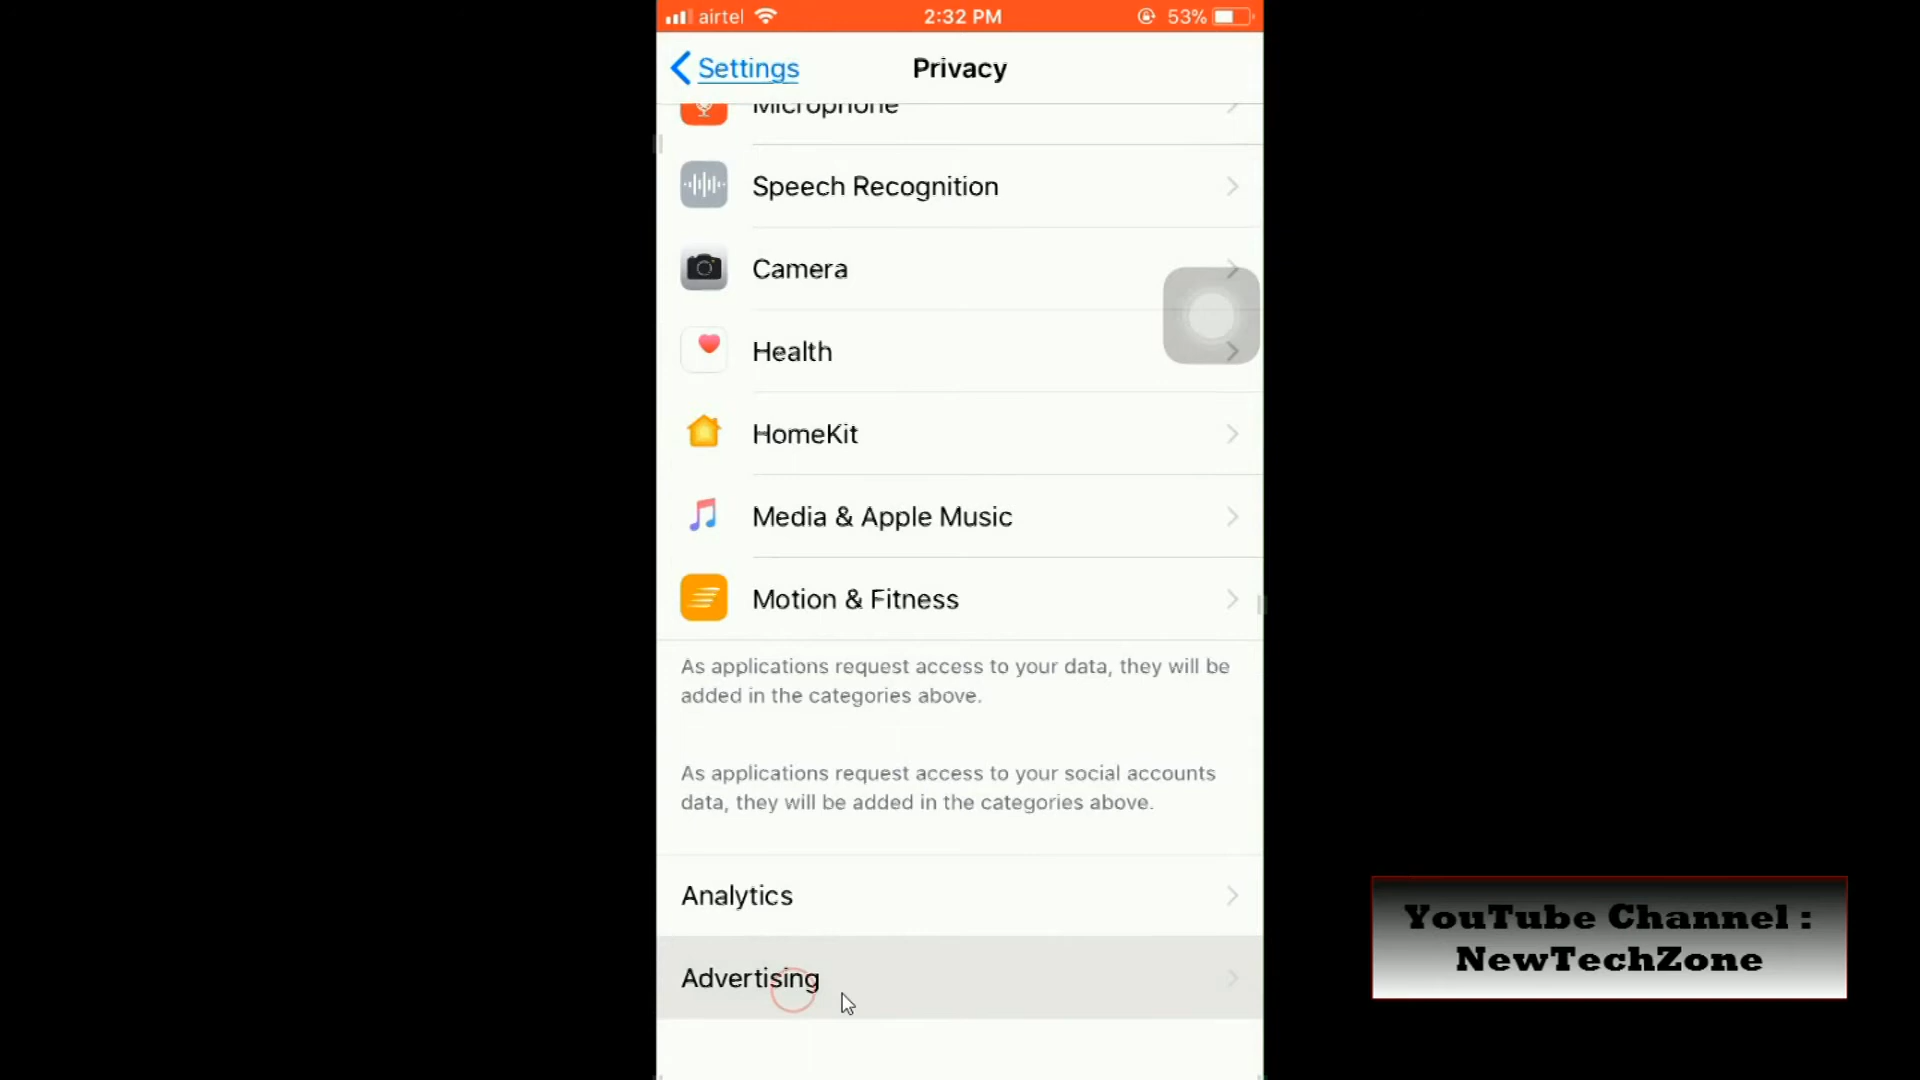 airtel
2:32 PM
53%
Settings
Privacy
Microphone
Speech Recognition
Camera
Health
HomeKit
Media & Apple Music
Motion & Fitness
As applications request access to your data, they will be
added in the categories above.
As applications request access to your social accounts
data, they will be added in the categories above.
Analytics
Advertising
YouTube Channel :
NewTechZone